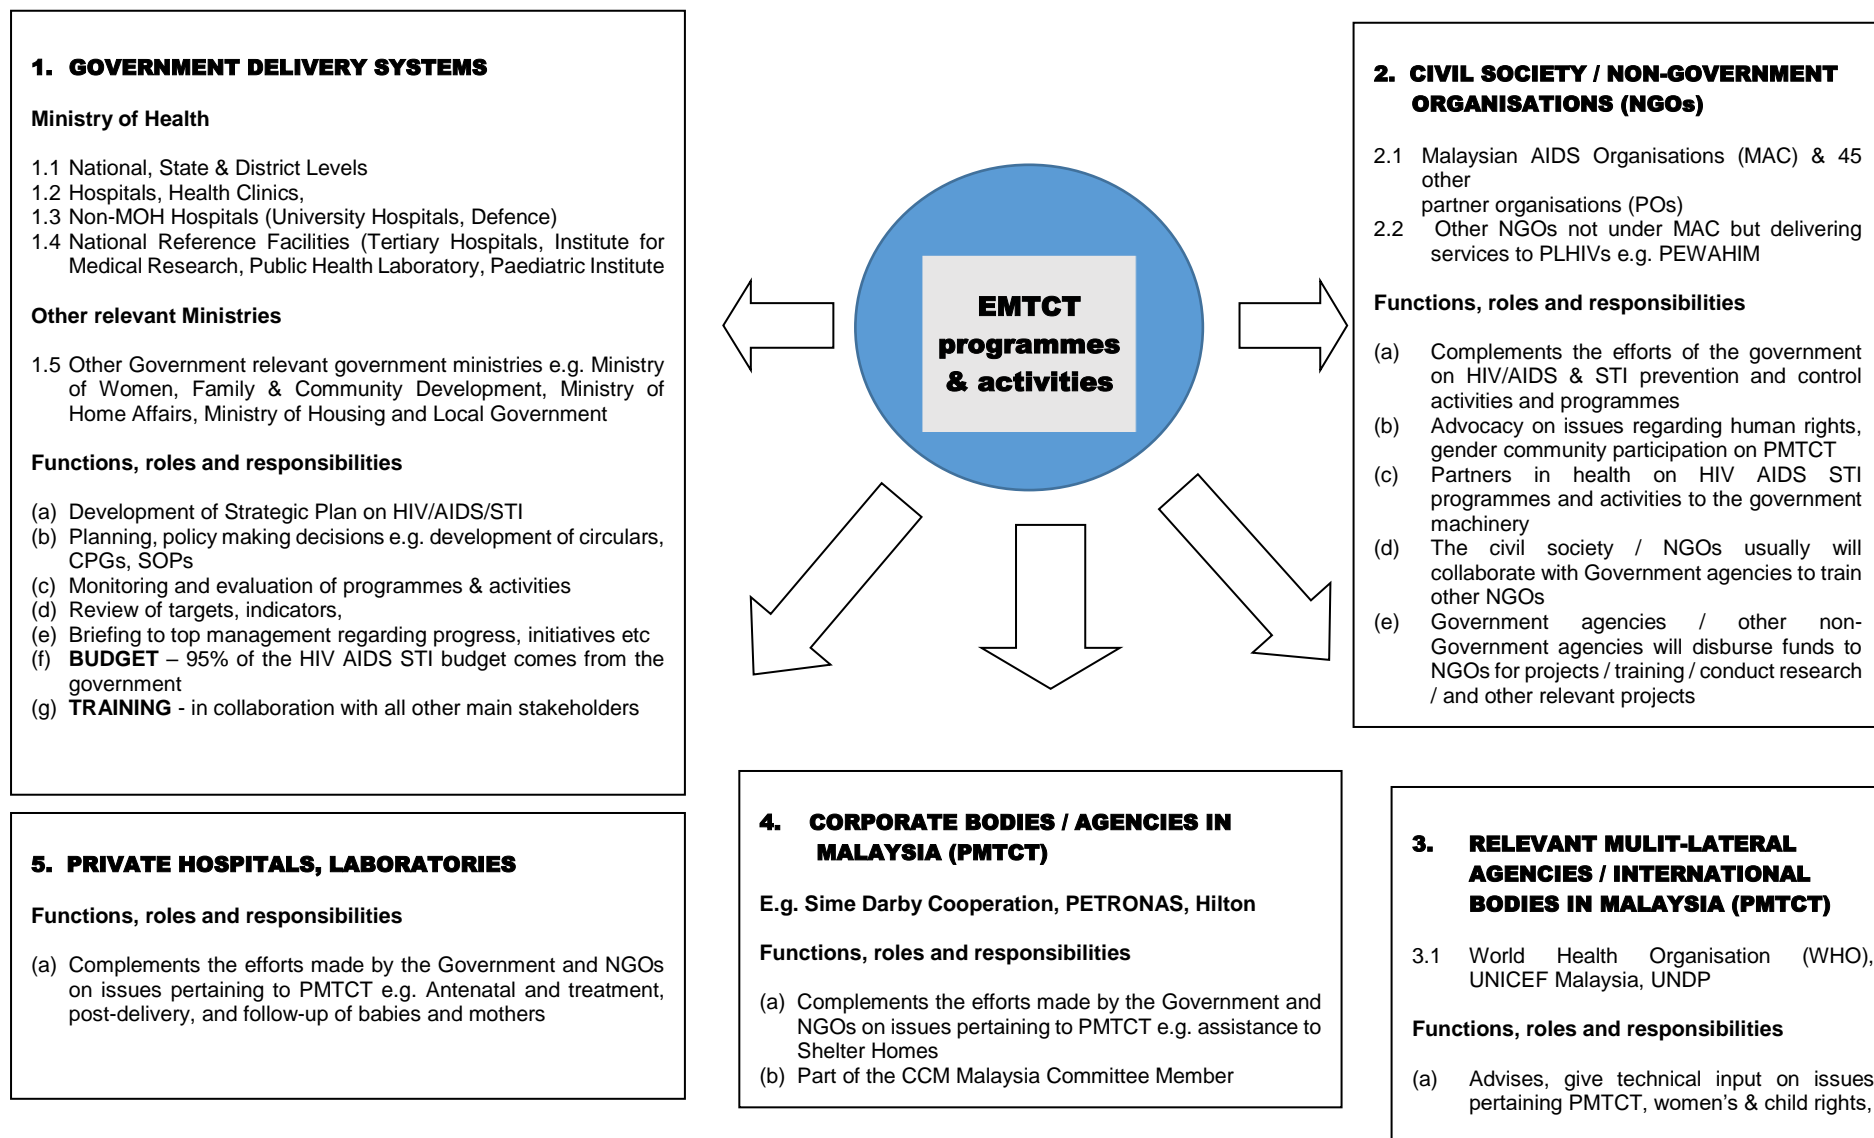 1. GOVERNMENT DELIVERY SYSTEMS
Ministry of Health
1.1 National, State & District Levels
1.2 Hospitals, Health Clinics,
1.3 Non-MOH Hospitals (University Hospitals, Defence)
1.4 National Reference Facilities (Tertiary Hospitals, Institute for
Medical Research, Public Health Laboratory, Paediatric Institute
Other relevant Ministries
1.5 Other Government relevant government ministries e.g. Ministry
of Women, Family & Community Development, Ministry of
Home Affairs, Ministry of Housing and Local Government
Functions, roles and responsibilities
(a) Development of Strategic Plan on HIV/AIDS/STI
(b) Planning, policy making decisions e.g. development of circulars,
CPGs, SOPs
(c) Monitoring and evaluation of programmes & activities
(d) Review of targets, indicators,
(e) Briefing to top management regarding progress, initiatives etc
(f) BUDGET – 95% of the HIV AIDS STI budget comes from the
government
(g) TRAINING - in collaboration with all other main stakeholders
EMTCT
programmes
& activities
2. CIVIL SOCIETY / NON-GOVERNMENT
ORGANISATIONS (NGOs)
2.1 Malaysian AIDS Organisations (MAC) & 45
other
partner organisations (POs)
2.2 Other NGOs not under MAC but delivering
services to PLHIVs e.g. PEWAHIM
Functions, roles and responsibilities
(a) Complements the efforts of the government
on HIV/AIDS & STI prevention and control
activities and programmes
(b) Advocacy on issues regarding human rights,
gender community participation on PMTCT
(c) Partners in health on HIV AIDS STI
programmes and activities to the government
machinery
(d) The civil society / NGOs usually will
collaborate with Government agencies to train
other NGOs
(e) Government agencies / other non-
Government agencies will disburse funds to
NGOs for projects / training / conduct research
/ and other relevant projects
5. PRIVATE HOSPITALS, LABORATORIES
Functions, roles and responsibilities
(a) Complements the efforts made by the Government and NGOs
on issues pertaining to PMTCT e.g. Antenatal and treatment,
post-delivery, and follow-up of babies and mothers
4. CORPORATE BODIES / AGENCIES IN
MALAYSIA (PMTCT)
E.g. Sime Darby Cooperation, PETRONAS, Hilton
Functions, roles and responsibilities
(a) Complements the efforts made by the Government and
NGOs on issues pertaining to PMTCT e.g. assistance to
Shelter Homes
(b) Part of the CCM Malaysia Committee Member
3. RELEVANT MULIT-LATERAL
AGENCIES / INTERNATIONAL
BODIES IN MALAYSIA (PMTCT)
3.1 World Health Organisation (WHO),
UNICEF Malaysia, UNDP
Functions, roles and responsibilities
(a) Advises, give technical input on issues
pertaining PMTCT, women's & child rights,